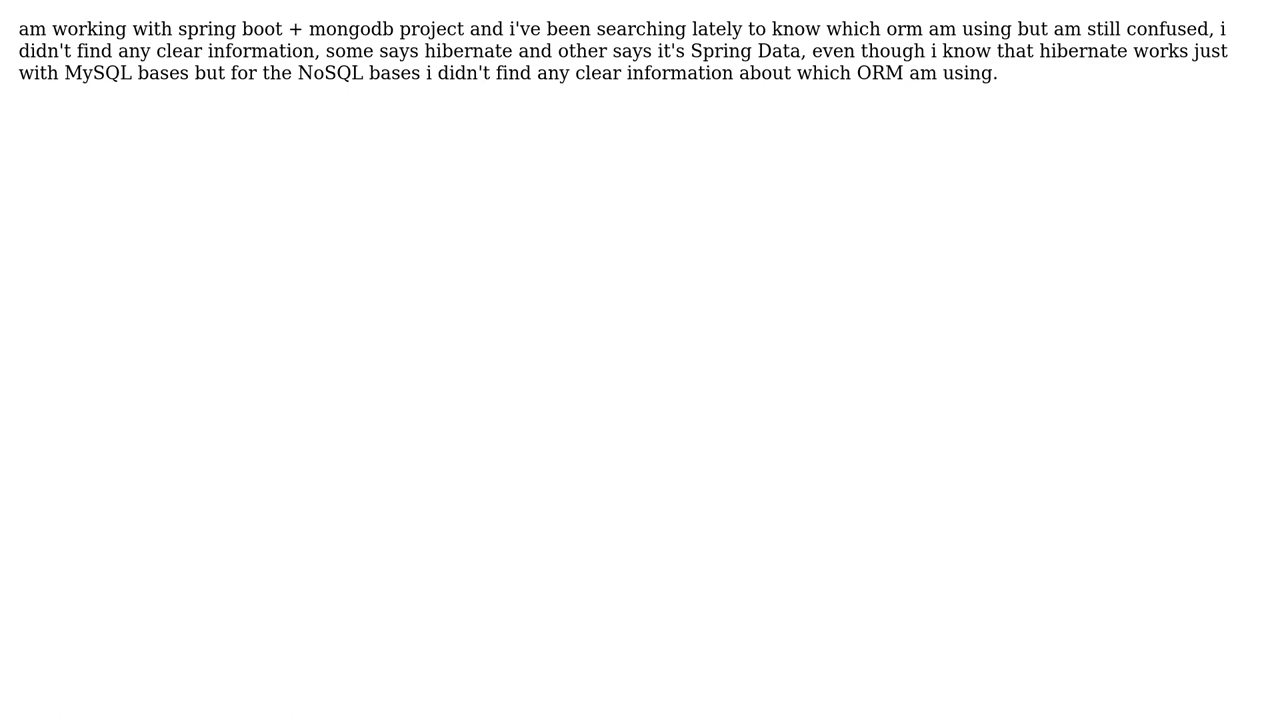 am working with spring boot + mongodb project and i've been searching lately to know which orm am using but am still confused, i
didn't find any clear information, some says hibernate and other says it's Spring Data, even though i know that hibernate works just
with MySQL bases but for the NoSQL bases i didn't find any clear information about which ORM am using.